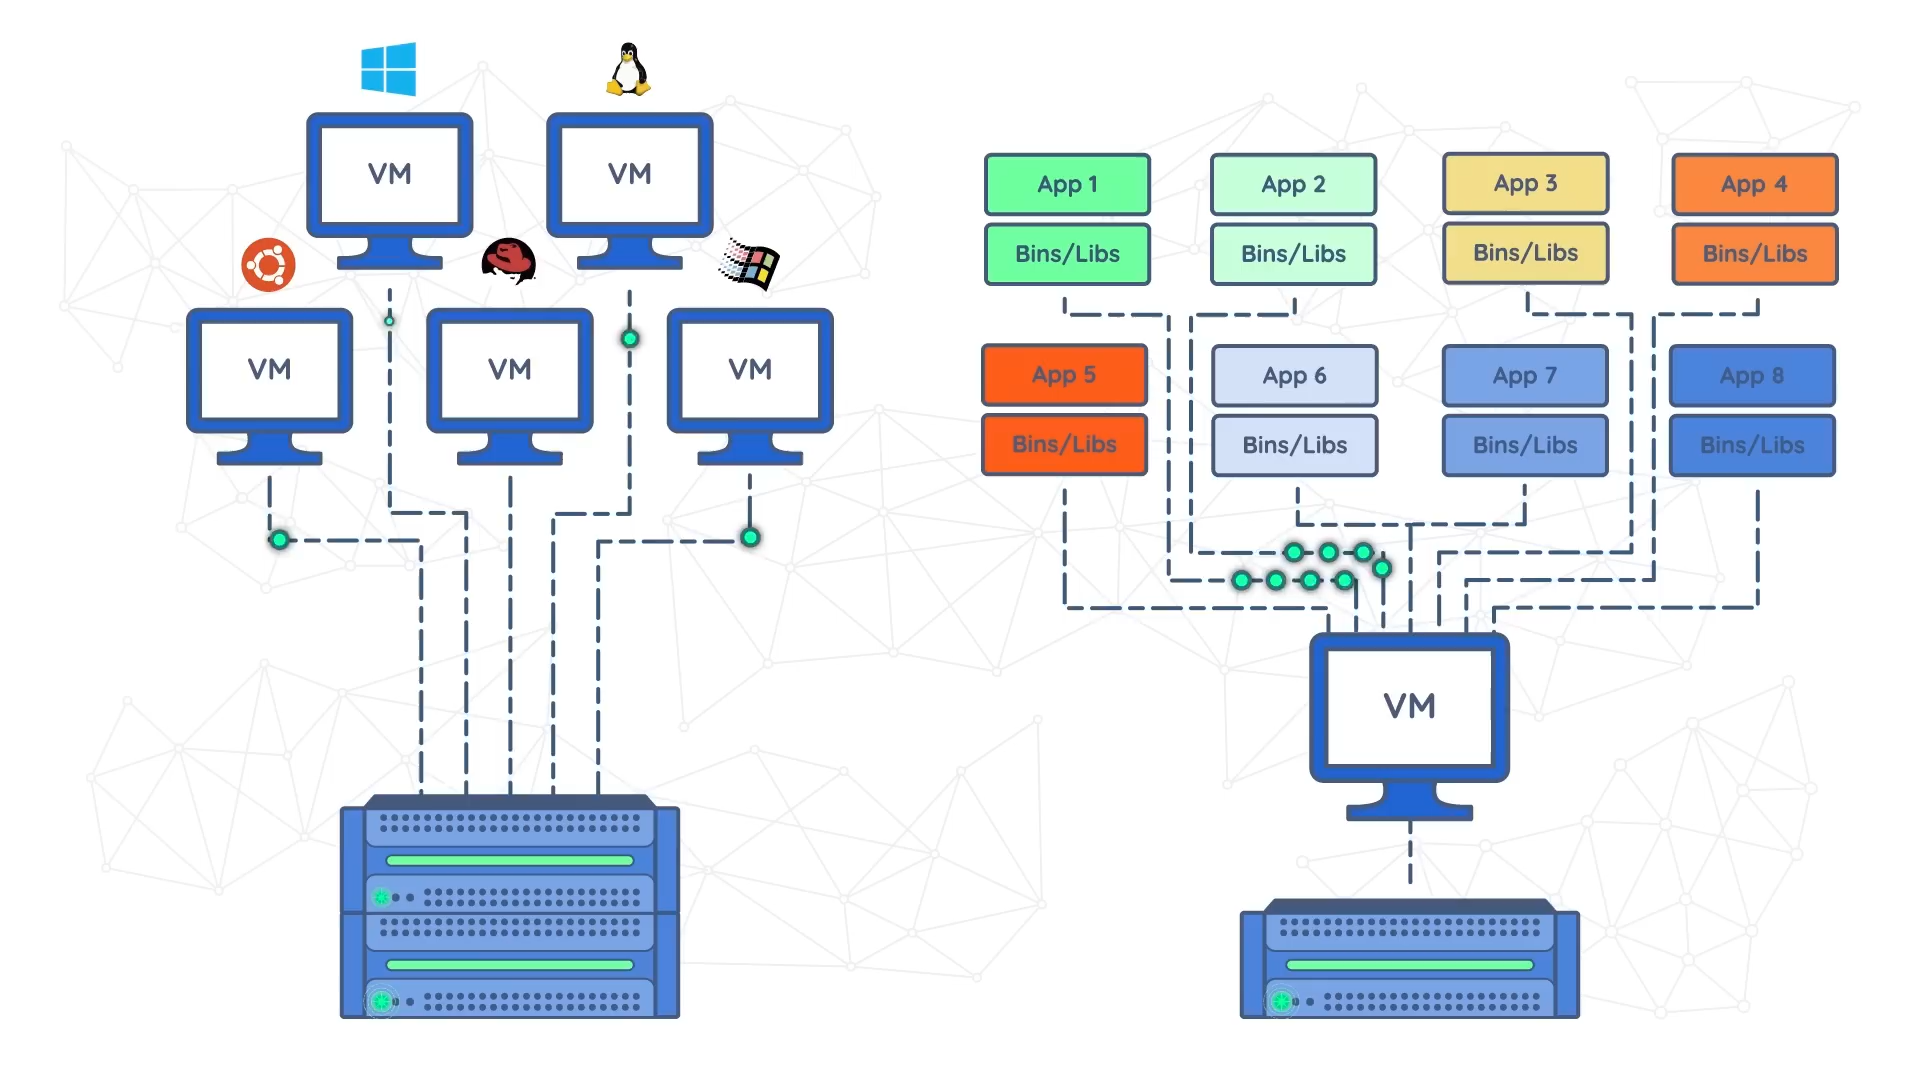 VM
VM
VM
VM
VM
App 1
Bins/Libs
App 2
Bins/Libs
App 3
Bins/Libs
App 4
Bins/Libs
App 5
Bins/Libs
App 6
Bins/Libs
App 7
Bins/Libs
App 8
Bins/Libs
VM